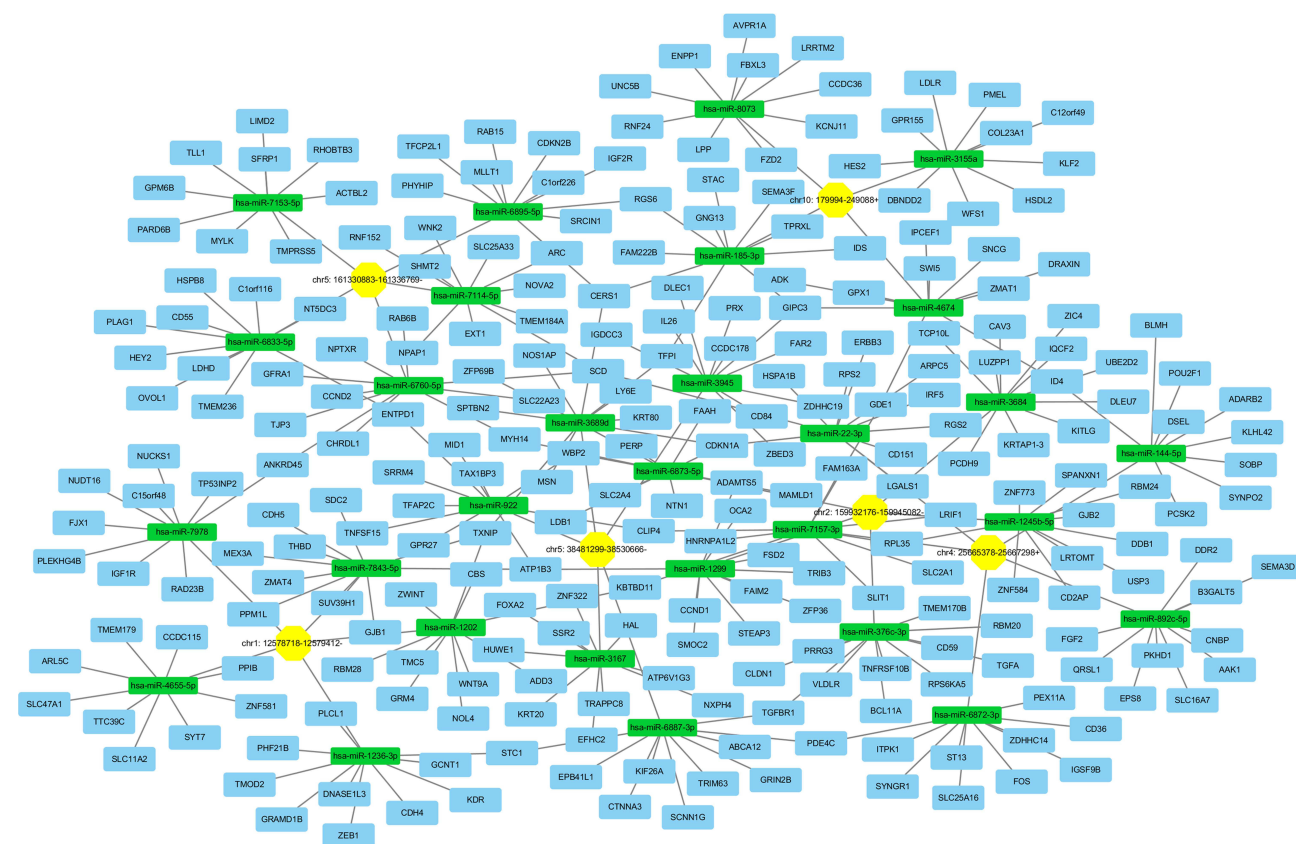 AVPR1A
ENPP1
FBXL3
LRRTM2
UNC5B
CCDC36
hsa-miR-8073
RNF24
KCNJ11
LPP
FZD2
LDLR
PMEL
GPR155
C12orf49
COL23A1
hsa-miR-3155a
HES2
KLF2
DBNDD2
HSDL2
WFS1
LIMD2
TLL1
SFRP1
RHOBTB3
GPM6B
ACTBL2
hsa-miR-7153-5p
PARD6B
MYLK
TMPRSS5
RAB15
TFCP2L1
CDKN2B
MLLT1
IGF2R
PHYHIP
C1orf226
hsa-miR-6895-5p
SRCIN1
STAC
RGS6
SEMA3F
GNG13
chr10: 179994-249088+
TPRXL
FAM222B
hsa-miR-185-3p
IDS
IPCEF1
SNCG
SWI5
DRAXIN
ZMAT1
GPX1
hsa-miR-4674
RNF152
WNK2
SLC25A33
SHMT2
ARC
chr5: 161330883-161336769-
hsa-miR-7114-5p
NOVA2
CERS1
DLEC1
ADK
GIPC3
HSPB8
C1orf116
NT5DC3
RAB6B
EXT1
TMEM184A
IGDCC3
IL26
PRX
PLAG1
CD55
hsa-miR-6833-5p
HEY2
LDHD
OVOL1
TMEM236
GFRA1
NPTXR
NPAP1
NOS1AP
SCD
TFPI
CCDC178
FAR2
ERBB3
TCP10L
CAV3
ZIC4
LUZPP1
IQCF2
BLMH
UBE2D2
ID4
POU2F1
ZFP69B
LY6E
hsa-miR-3945
HSPA1B
RPS2
ARPC5
hsa-miR-6760-5p
CCND2
SLC22A23
SPTBN2
KRT80
FAAH
ZDHHC19
GDE1
IRF5
hsa-miR-3684
DLEU7
ADARB2
DSEL
ENTPD1
TJP3
hsa-miR-3689d
CD84
CDKN1A
hsa-miR-22-3p
RGS2
KRTAP1-3
KITLG
KLHL42
CHRDL1
MYH14
PERP
WBP2
ZBED3
CD151
PCDH9
hsa-miR-144-5p
SOBP
NUCKS1
MID1
ANKRD45
TAX1BP3
SRRM4
MSN
hsa-miR-6873-5p
FAM163A
LGALS1
SPANXN1
ZNF773
RBM24
SYNPO2
NUDT16
C15orf48
TP53INP2
SDC2
SLC2A4
ADAMTS5
MAMLD1
PCSK2
TFAP2C
hsa-miR-922
NTN1
OCA2
chr2: 159932176-159945082-
LRIF1
GJB2
FJX1
hsa-miR-7978
CDH5
TNFSF15
LDB1
CLIP4
hsa-miR-7157-3p
hsa-miR-1245b-5p
DDB1
THBD
TXNIP
chr5: 38481299-38530666-
HNRNPA1L2
RPL35
chr4: 25665378-25667298+
LRTOMT
DDR2
PLEKHG4B
MEX3A
GPR27
FSD2
SEMA3D
IGF1R
ZMAT4
hsa-miR-7843-5p
CBS
ATP1B3
hsa-miR-1299
TRIB3
SLC2A1
ZNF584
USP3
B3GALT5
RAD23B
KBTBD11
FAIM2
SLIT1
CD2AP
PPM1L
SUV39H1
ZWINT
FOXA2
ZNF322
CCND1
ZFP36
TMEM170B
hsa-miR-892c-5p
FGF2
CNBP
TMEM179
CCDC115
chr1: 12578718-12579412-
GJB1
hsa-miR-1202
SSR2
HAL
SMOC2
STEAP3
hsa-miR-376c-3p
RBM20
PRRG3
CD59
QRSL1
PKHD1
AAK1
ARL5C
PPIB
RBM28
TMC5
HUWE1
hsa-miR-3167
TNFRSF10B
TGFA
hsa-miR-4655-5p
ATP6V1G3
CLDN1
VLDLR
RPS6KA5
EPS8
SLC16A7
SLC47A1
ZNF581
GRM4
WNT9A
ADD3
NXPH4
BCL11A
PEX11A
TTC39C
NOL4
KRT20
TRAPPC8
TGFBR1
hsa-miR-6872-3p
CD36
SYT7
PLCL1
hsa-miR-6887-3p
SLC11A2
PHF21B
hsa-miR-1236-3p
STC1
EFHC2
ABCA12
PDE4C
ITPK1
ZDHHC14
GCNT1
ST13
IGSF9B
TMOD2
EPB41L1
KIF26A
TRIM63
GRIN2B
DNASE1L3
KDR
SYNGR1
FOS
SLC25A16
GRAMD1B
CDH4
CTNNA3
SCNN1G
ZEB1